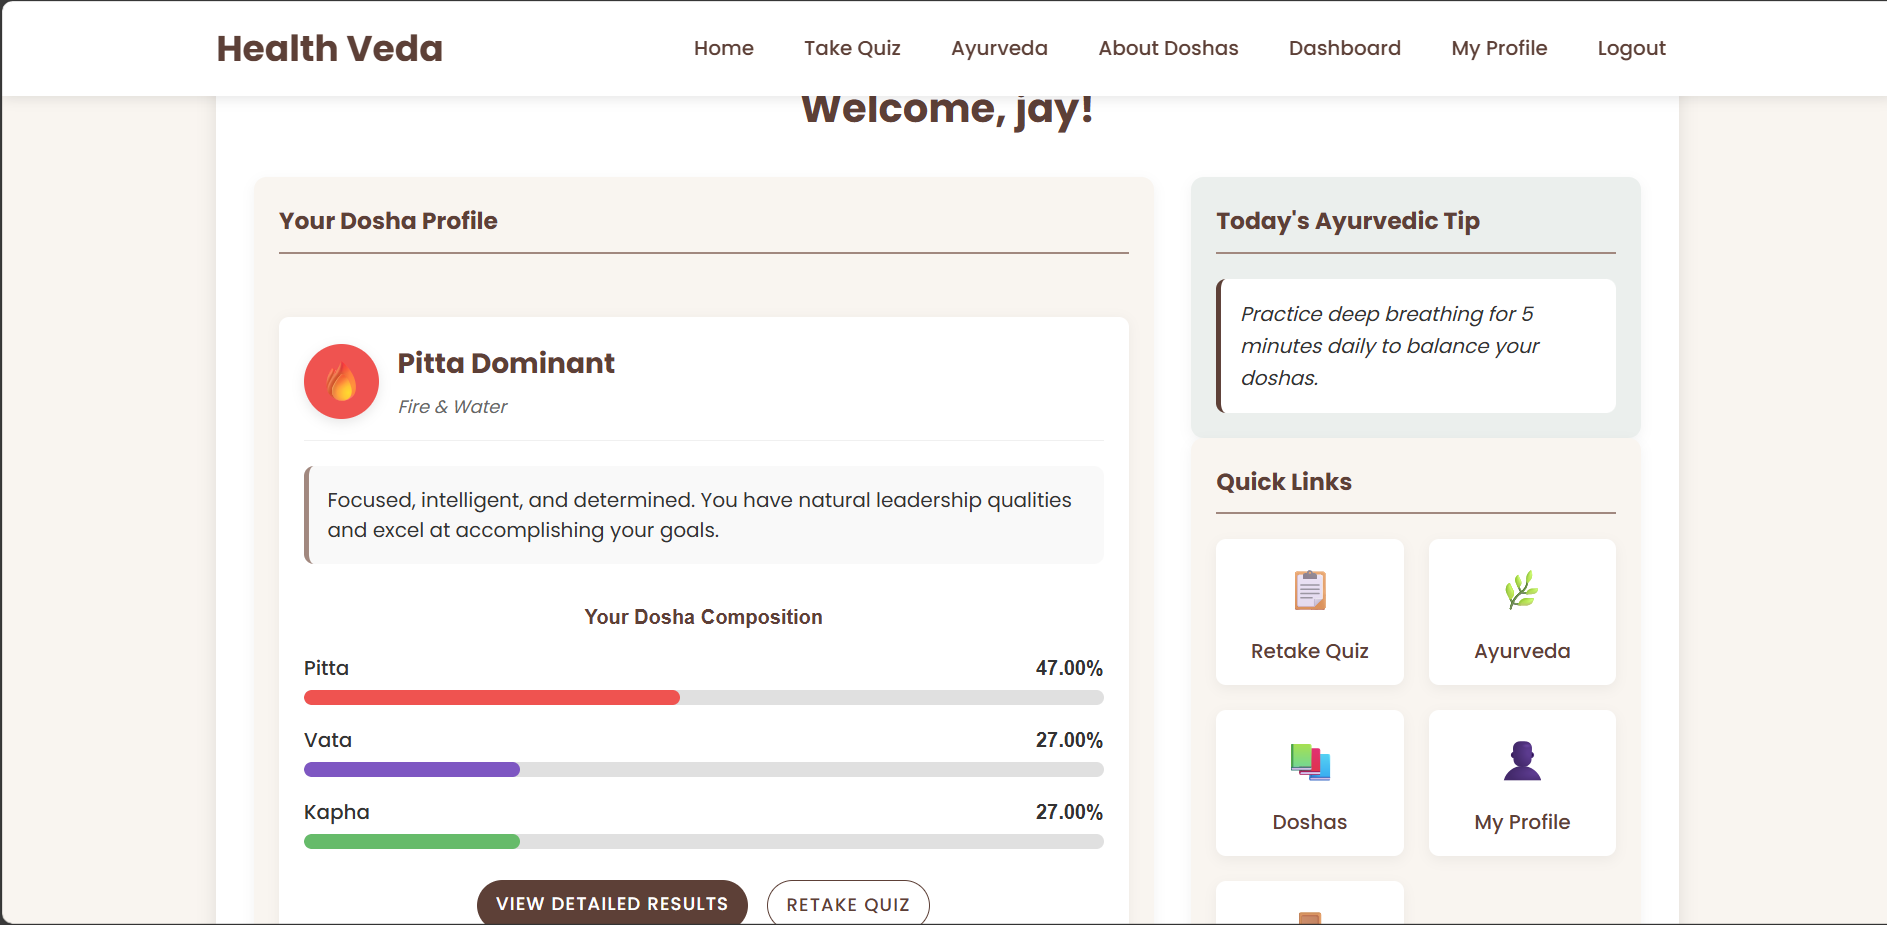 Health Veda
Home Take Quiz Ayurveda About Doshas Dashboard My Profile Logout
Welcome, jay!
Your Dosha Profile
Pitta Dominant
Fire & Water
Focused, intelligent, and determined. You have natural leadership qualities
and excel at accomplishing your goals.
Your Dosha Composition
Pitta 47.00%
Vata 27.00%
Kapha 27.00%
VIEW DETAILED RESULTS RETAKE QUIZ
Today's Ayurvedic Tip
Practice deep breathing for 5
minutes daily to balance your
doshas.
Quick Links
Retake Quiz Ayurveda
Doshas My Profile